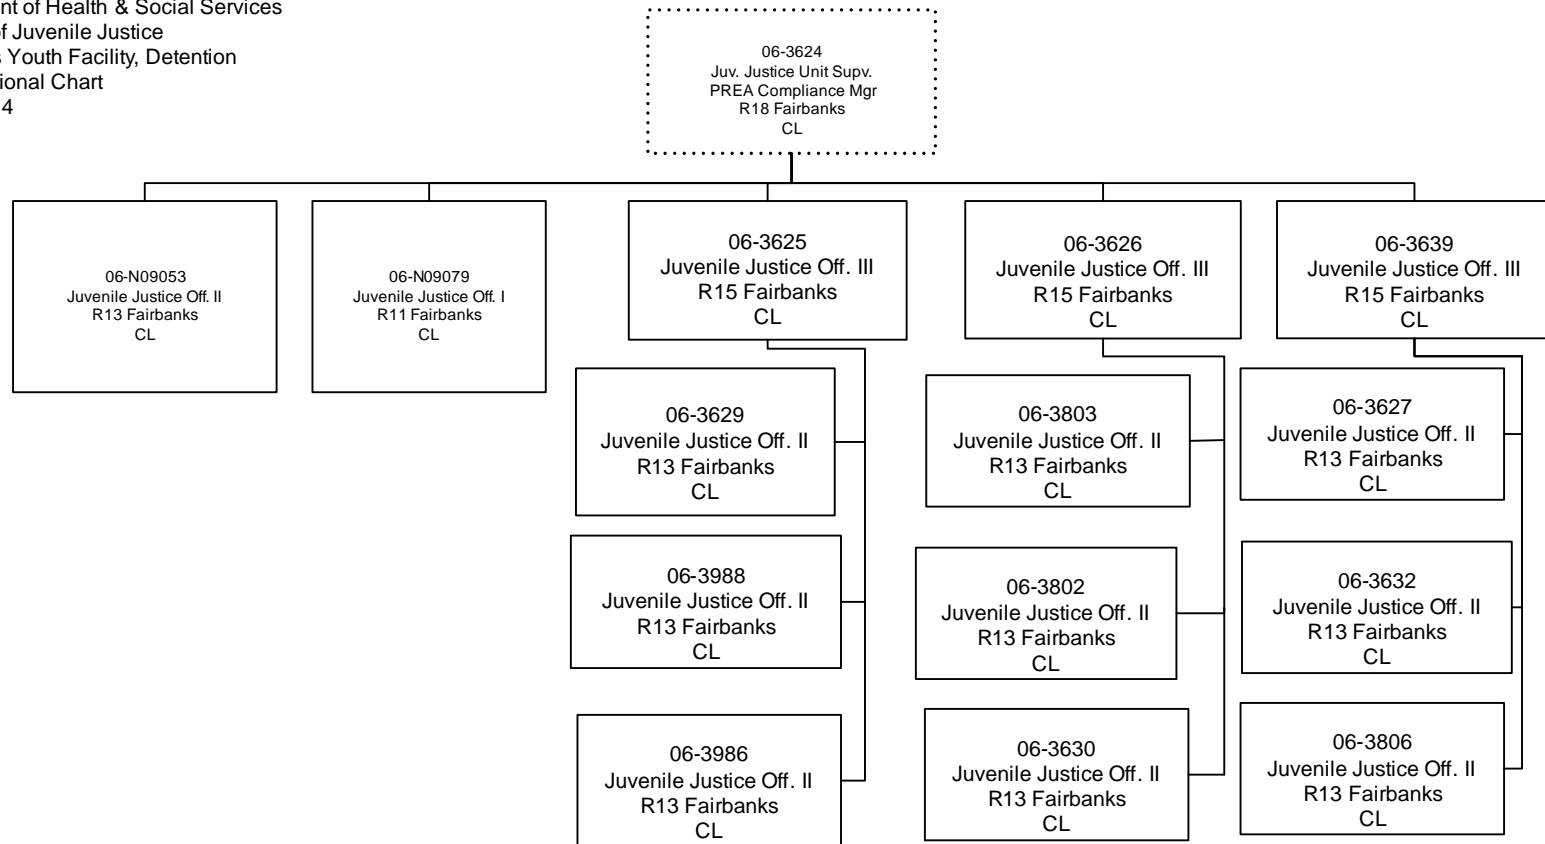 nt of Health & Social Services
f Juvenile Justice
s Youth Facility, Detention
ional Chart
4
06-3624
Juv. Justice Unit Supv.
PREA Compliance Mgr
R18 Fairbanks
CL
06-N09053
Juvenile Justice Off. II
R13 Fairbanks
CL
06-N09079
Juvenile Justice Off. I
R11 Fairbanks
CL
06-3625
Juvenile Justice Off. III
R15 Fairbanks
CL
06-3626
Juvenile Justice Off. III
R15 Fairbanks
CL
06-3639
Juvenile Justice Off. III
R15 Fairbanks
CL
06-3629
Juvenile Justice Off. II
R13 Fairbanks
CL
06-3803
Juvenile Justice Off. II
R13 Fairbanks
CL
06-3627
Juvenile Justice Off. II
R13 Fairbanks
CL
06-3988
Juvenile Justice Off. II
R13 Fairbanks
CL
06-3802
Juvenile Justice Off. II
R13 Fairbanks
CL
06-3632
Juvenile Justice Off. II
R13 Fairbanks
CL
06-3986
Juvenile Justice Off. II
R13 Fairbanks
CL
06-3630
Juvenile Justice Off. II
R13 Fairbanks
CL
06-3806
Juvenile Justice Off. II
R13 Fairbanks
CL